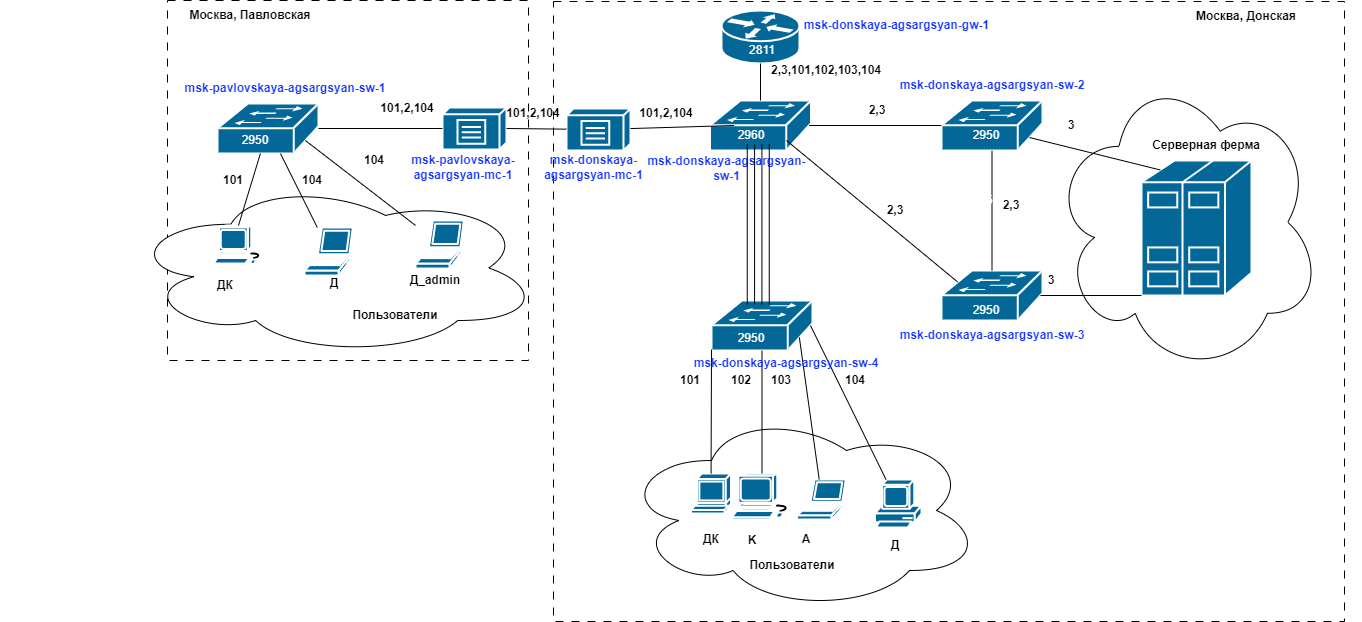 Москва, Павловская
Москва, Донская
msk-donskaya-agsargsyan-gw-1
2811
2,3,101,102,103,104
msk-pavlovskaya-agsargsyan-sw-1
2950
101,2,104
101,2,104
101,2,104
msk-pavlovskaya-
agsargsyan-mc-1
msk-donskaya-
agsargsyan-mc-1
2960
msk-donskaya-agsargsyan-
sw-1
2,3
msk-donskaya-agsargsyan-sw-2
2950
3
Серверная ферма
101
104
104
2,3
2,3
ДК
Д
Д_admin
Пользователи
2950
3
msk-donskaya-agsargsyan-sw-3
2950
msk-donskaya-agsargsyan-sw-4
101
102
103
104
ДК
К
А
Д
Пользователи